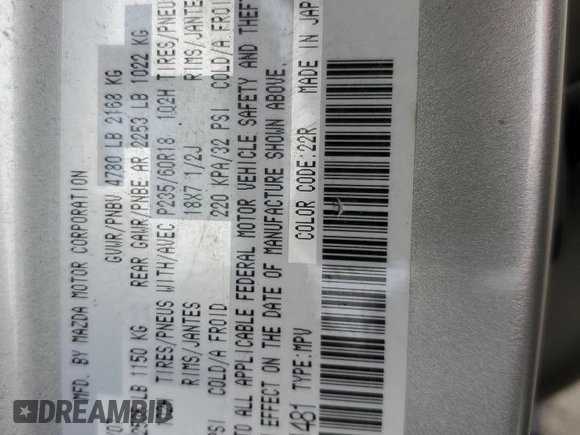 MFD. BY MAZDA MOTOR CORPORATION
GVWR/PNBV 4780 LB 2168 KG
LB 1150 KG REAR GAWR/PNBE AR 2253 LB 1022 KG
TIRES/PNEUS WITH/AVEC P235/60R18 102H TIRES/PNEU
RIMS/JANTES 18X7 1/2J RIMS/JANTES
PSI COLD/A FROID 220 KPA/32 PSI COLD/A FROI
TO ALL APPLICABLE FEDERAL MOTOR VEHICLE SAFETY AND THEF
EFFECT ON THE DATE OF MANUFACTURE SHOWN ABOVE.
481 TYPE:MPV COLOR CODE:22R MADE IN JAP
DREAMBID